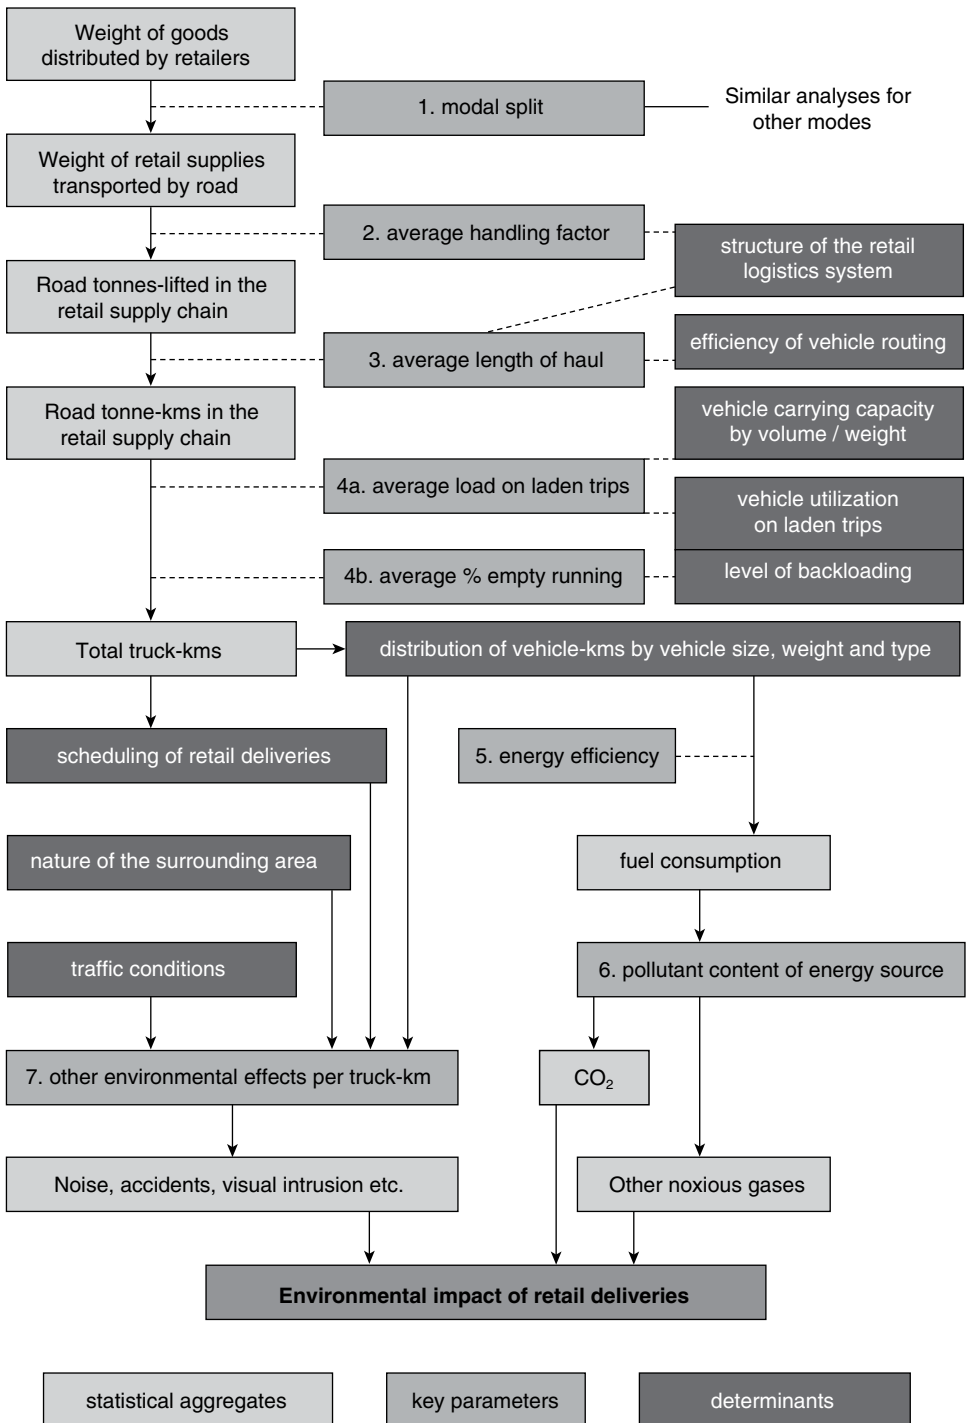 Weight of goods
distributed by retailers
1. modal split
Similar analyses for
other modes
Weight of retail supplies
transported by road
2. average handling factor
structure of the retail
logistics system
Road tonnes-lifted in the
retail supply chain
efficiency of vehicle routing
3. average length of haul
Road tonne-kms in the
retail supply chain
vehicle carrying capacity
by volume / weight
4a. average load on laden trips
vehicle utilization
on laden trips
4b. average % empty running
level of backloading
Total truck-kms
distribution of vehicle-kms by vehicle size, weight and type
scheduling of retail deliveries
5. energy efficiency
nature of the surrounding area
fuel consumption
traffic conditions
6. pollutant content of energy source
7. other environmental effects per truck-km
CO₂
Noise, accidents, visual intrusion etc.
Other noxious gases
Environmental impact of retail deliveries
statistical aggregates
key parameters
determinants